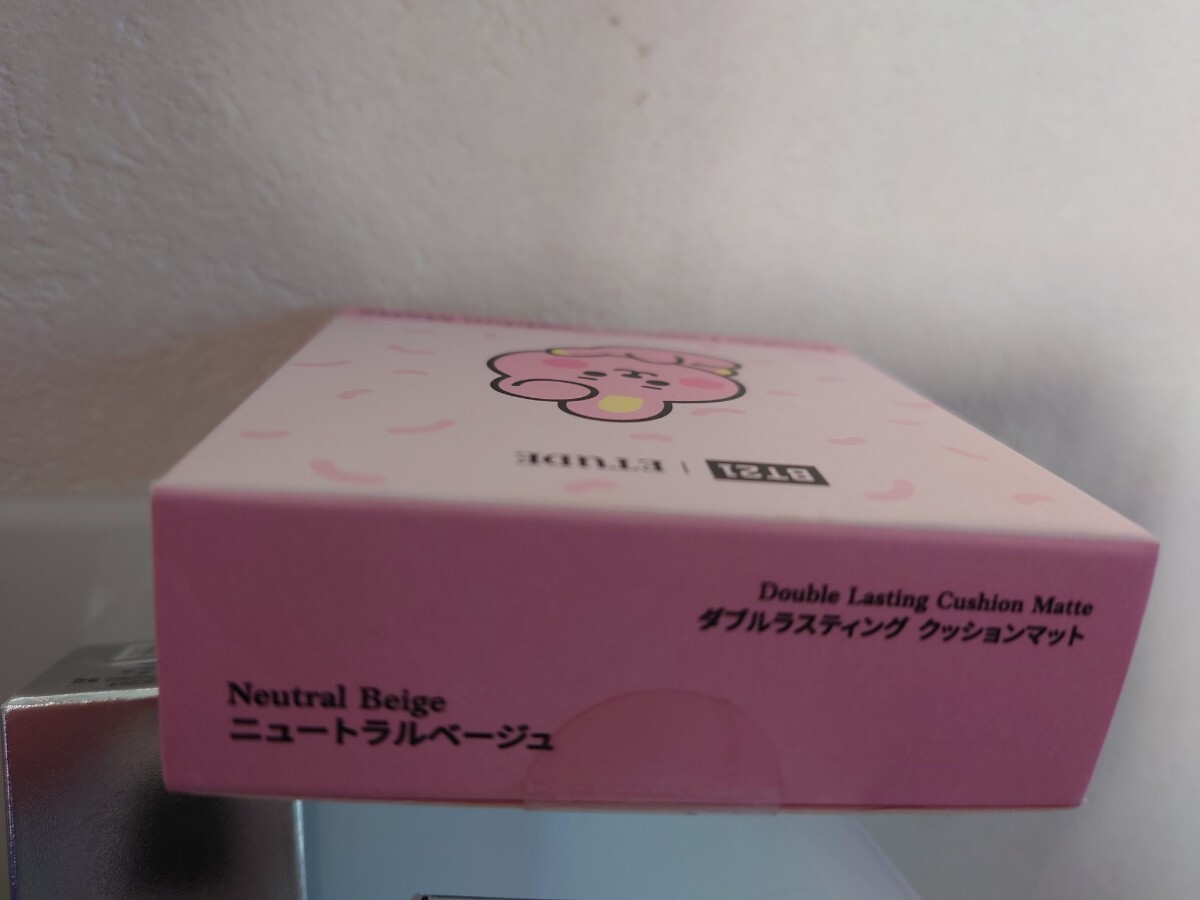 BT21 | ETUDE
Double Lasting Cushion Matte
ダブルラスティング クッションマット
Neutral Beige
ニュートラルベージュ